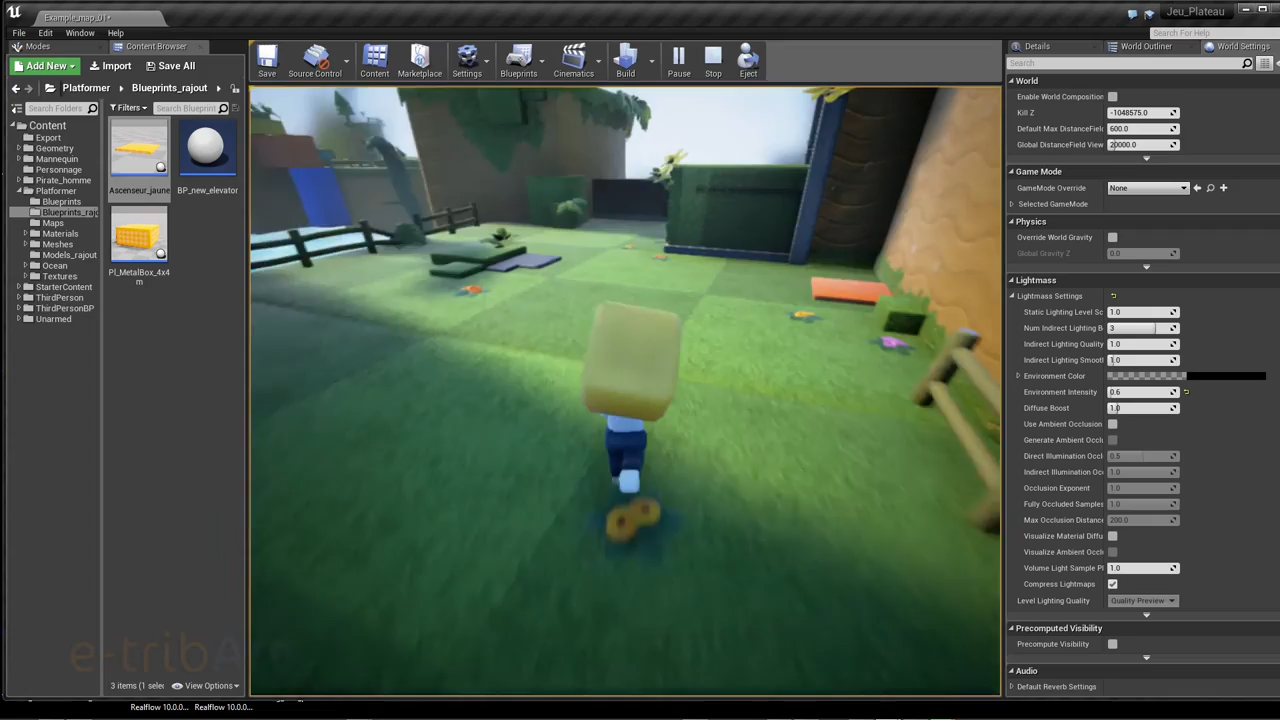 Example_map_01*
Jeu_Plateau
File Edit Window Help
Search For Help
Modes
Content Browser
Add New
Import
Save All
Platformer
Blueprints_rajout
Search Folders
Filters
Search Blueprint
Content
Export
Geometry
Mannequin
Personnage
Pirate_homme
Platformer
Blueprints
Blueprints_rajo
Maps
Materials
Meshes
Models_rajout
Ocean
Textures
StarterContent
ThirdPerson
ThirdPersonBP
Unarmed
Ascenseur_jaune
BP_new_elevator
Pl_MetalBox_4x4
m
3 items (1 selec
View Options
Save
Source Control
Content
Marketplace
Settings
Blueprints
Cinematics
Build
Pause
Stop
Eject
Details
World Outliner
World Settings
Search
World
Enable World Composition
Kill Z -1048575.0
Default Max DistanceField 600.0
Global DistanceField View 20000.0
Game Mode
GameMode Override None
Selected GameMode
Physics
Override World Gravity
Global Gravity Z 0.0
Lightmass
Lightmass Settings
Static Lighting Level Sc 1.0
Num Indirect Lighting B 3
Indirect Lighting Quality 1.0
Indirect Lighting Smoot 1.0
Environment Color
Environment Intensity 0.6
Diffuse Boost 1.0
Use Ambient Occlusion
Generate Ambient Occlu
Direct Illumination Occl 0.5
Indirect Illumination Oc 1.0
Occlusion Exponent 1.0
Fully Occluded Samples 1.0
Max Occlusion Distance 200.0
Visualize Material Diffu
Visualize Ambient Occlu
Volume Light Sample Pl 1.0
Compress Lightmaps
Level Lighting Quality Quality Preview
Precomputed Visibility
Precompute Visibility
Audio
Default Reverb Settings
e-tribA
Realflow 10.0.0... Realflow 10.0.0...